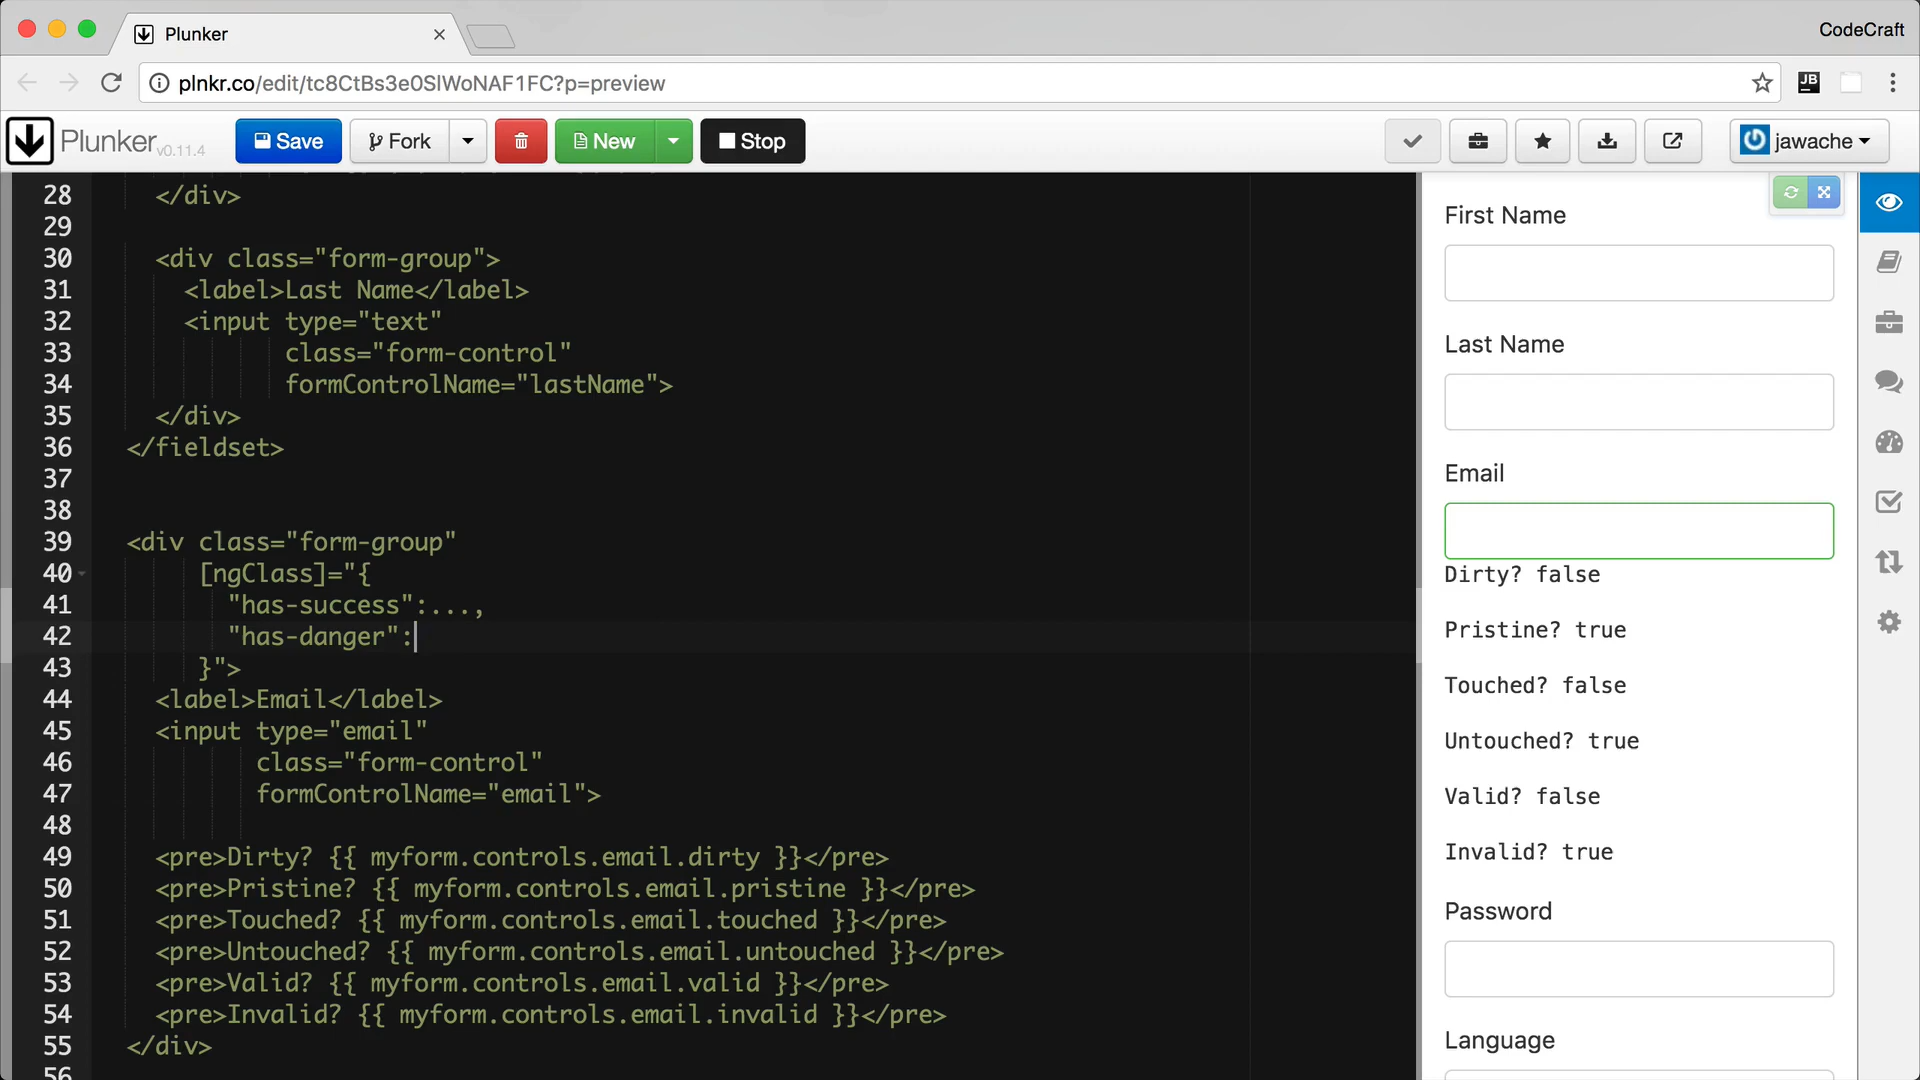 Plunker
CodeCraft
plnkr.co/edit/tc8CtBs3e0SlWoNAF1FC?p=preview
JB
Plunker v0.11.4
Save
Fork
New
Stop
jawache
28 </div>
29
30 <div class="form-group">
31 <label>Last Name</label>
32 <input type="text"
33 class="form-control"
34 formControlName="lastName">
35 </div>
36 </fieldset>
37
38
39 <div class="form-group"
40 [ngClass]="{
41 "has-success":...,
42 "has-danger":
43 }">
44 <label>Email</label>
45 <input type="email"
46 class="form-control"
47 formControlName="email">
48
49 <pre>Dirty? {{ myform.controls.email.dirty }}</pre>
50 <pre>Pristine? {{ myform.controls.email.pristine }}</pre>
51 <pre>Touched? {{ myform.controls.email.touched }}</pre>
52 <pre>Untouched? {{ myform.controls.email.untouched }}</pre>
53 <pre>Valid? {{ myform.controls.email.valid }}</pre>
54 <pre>Invalid? {{ myform.controls.email.invalid }}</pre>
55 </div>
56
First Name
Last Name
Email
Dirty? false
Pristine? true
Touched? false
Untouched? true
Valid? false
Invalid? true
Password
Language